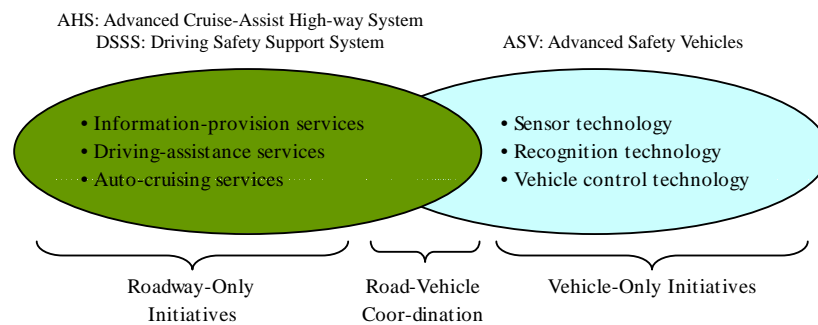 AHS: Advanced Cruise-Assist High-way System
DSSS: Driving Safety Support System
ASV: Advanced Safety Vehicles
• Information-provision services
• Driving-assistance services
• Auto-cruising services
• Sensor technology
• Recognition technology
• Vehicle control technology
Roadway-Only
Initiatives
Road-Vehicle
Coor-dination
Vehicle-Only Initiatives